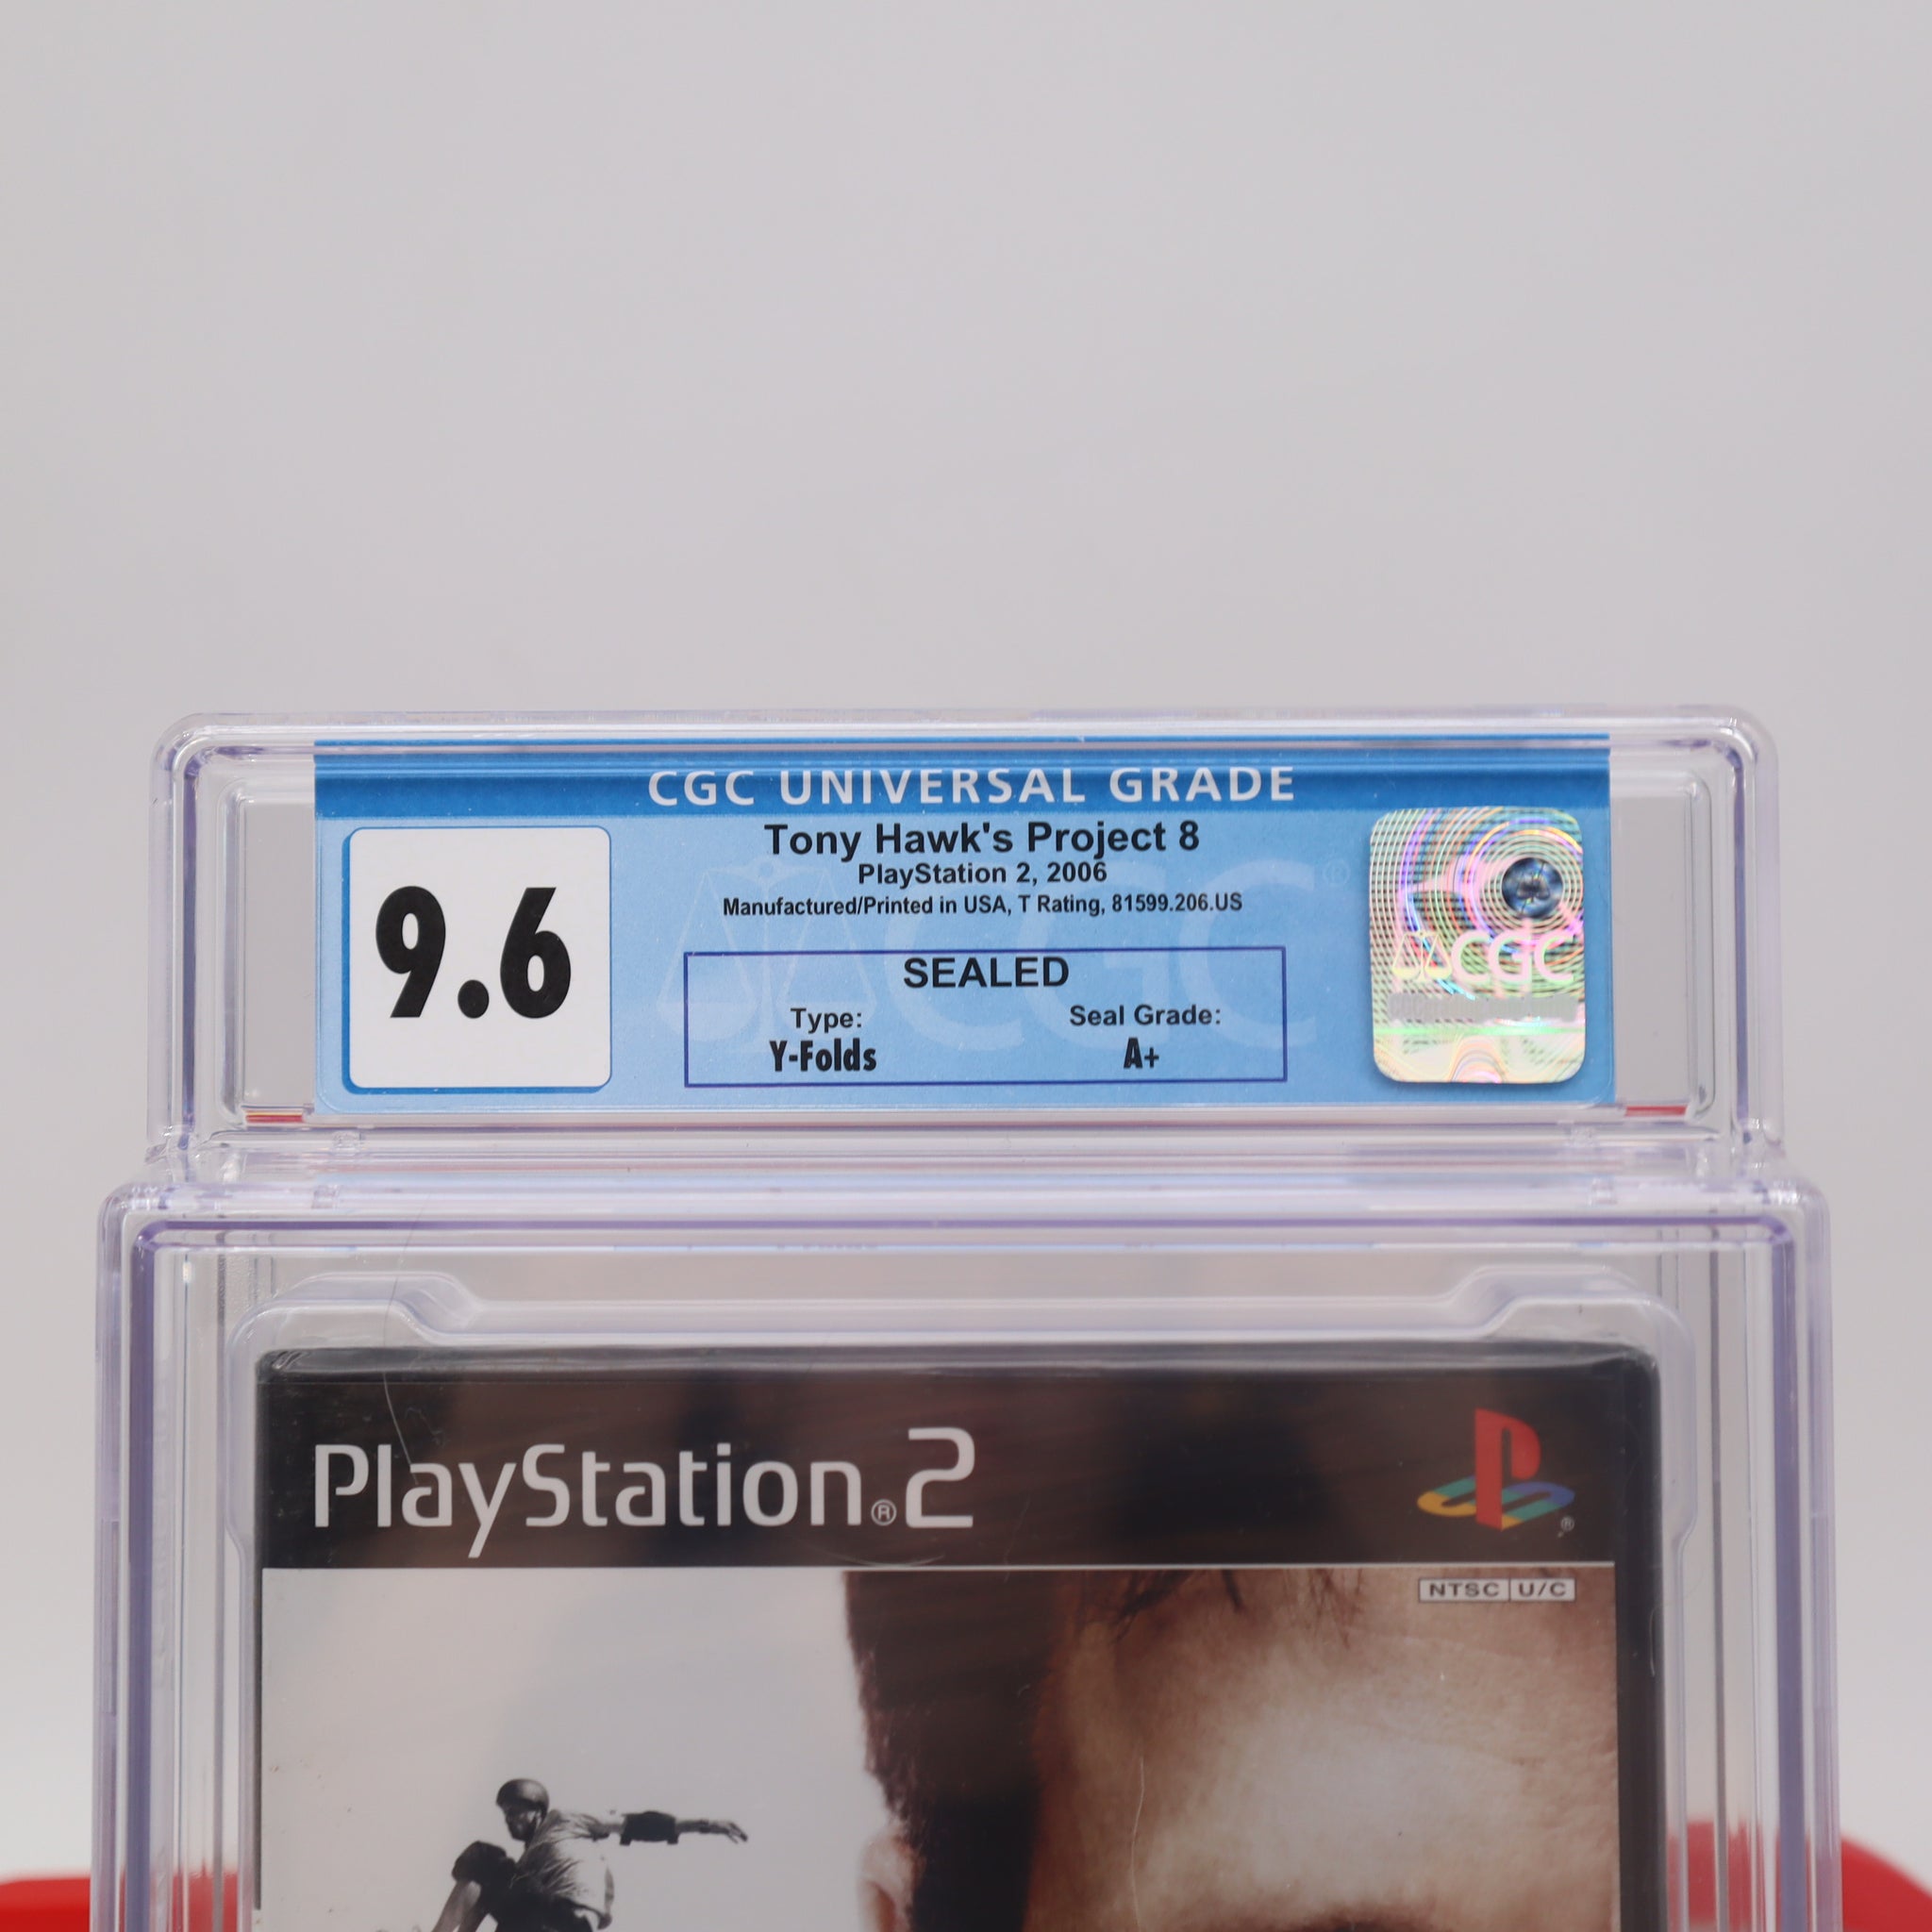 CGC UNIVERSAL GRADE
9.6
Tony Hawk's Project 8
PlayStation 2, 2006
Manufactured/Printed in USA, T Rating, 81599.206.US
SEALED
Type:
Seal Grade:
Y-Folds
A+
CGC®
CGC
PlayStation®2
NTSC U/C